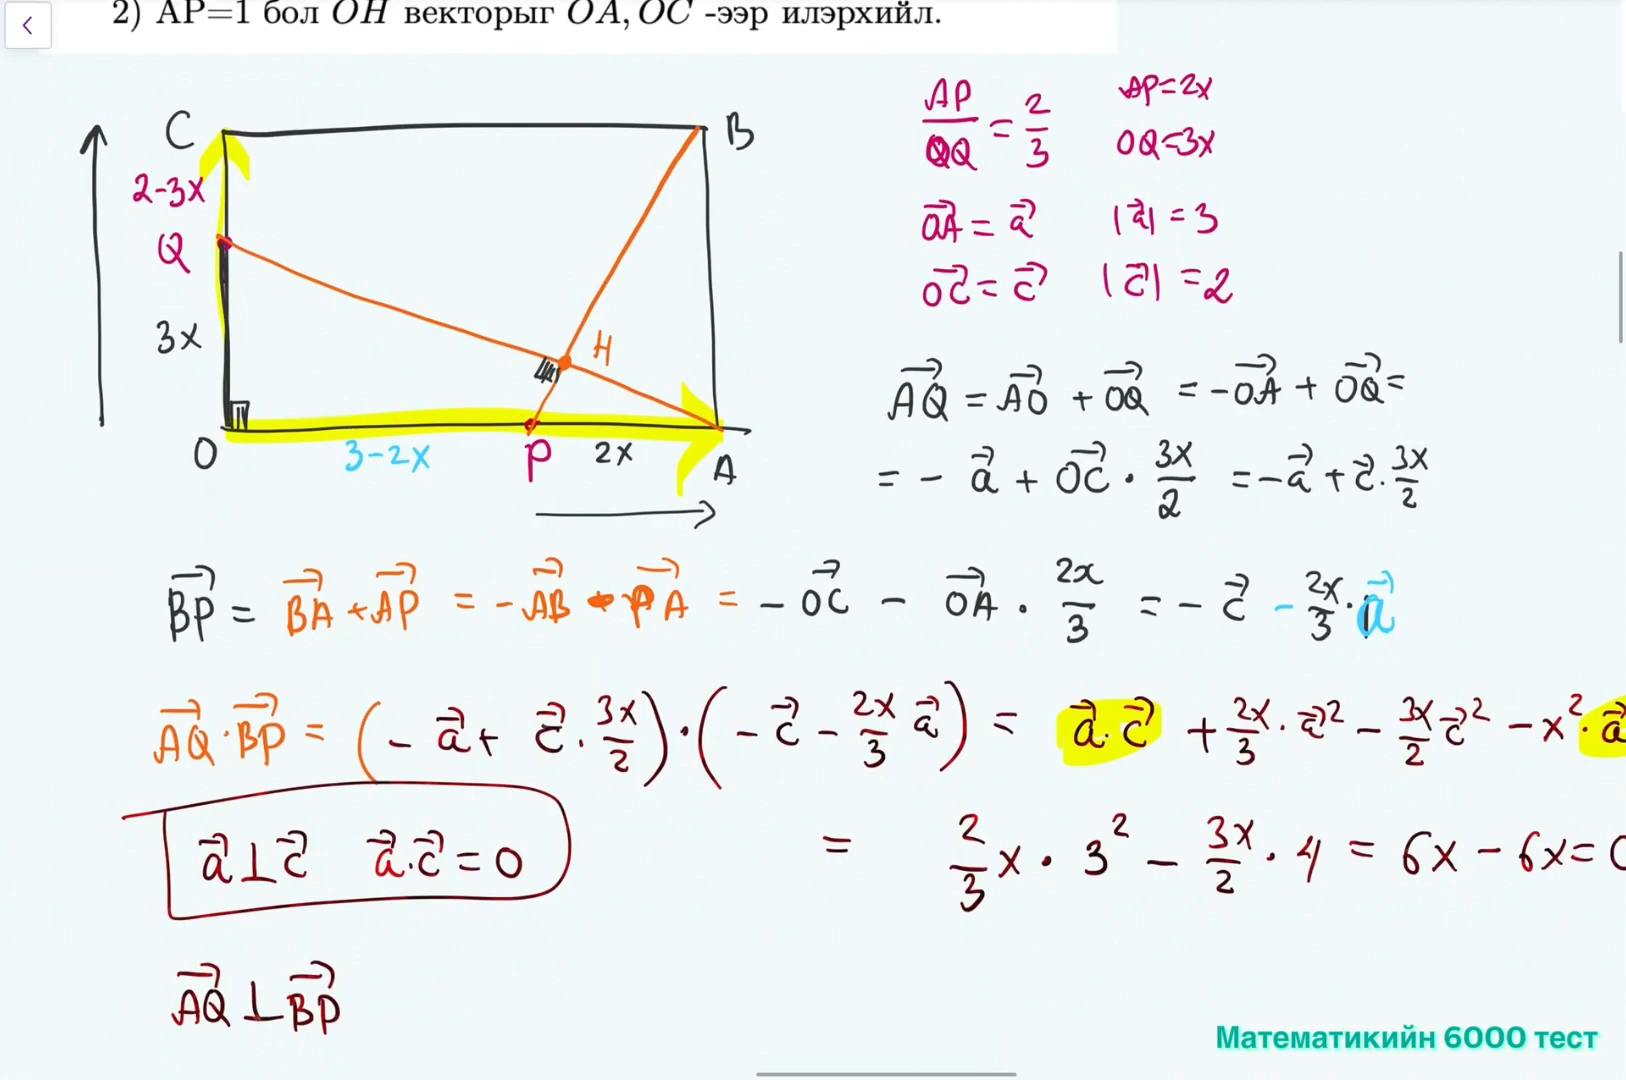 2) AP=1 бол OH векторыг OA, OC -ээр илэрхийл.
C
B
2-3x
Q
3x
H
O
3-2x
P
2x
A
AP/OQ = 2/3 AP=2x
OQ=3x
OA⃗ = a⃗ |a⃗| = 3
OC⃗ = c⃗ |c⃗| = 2
AQ⃗ = AO⃗ + OQ⃗ = -OA⃗ + OQ⃗ =
= - a⃗ + OC⃗ · 3x/2 = -a⃗ + c⃗ · 3x/2
BP⃗ = BA⃗ + AP⃗ = -AB⃗ - PA⃗ = - OC⃗ - OA⃗ · 2x/3 = - c⃗ - 2x/3 · a⃗
AQ⃗ · BP⃗ = (- a⃗ + c⃗ · 3x/2) · (- c⃗ - 2x/3 a⃗) = a⃗ · c⃗ + 2x/3 · a⃗² - 3x/2 c⃗² - x² · a⃗
a⃗ ⊥ c⃗ a⃗ · c⃗ = 0
= 2/3 x · 3² - 3x/2 · 4 = 6x - 6x = 0
AQ⃗ ⊥ BP⃗
Математикийн 6000 тест